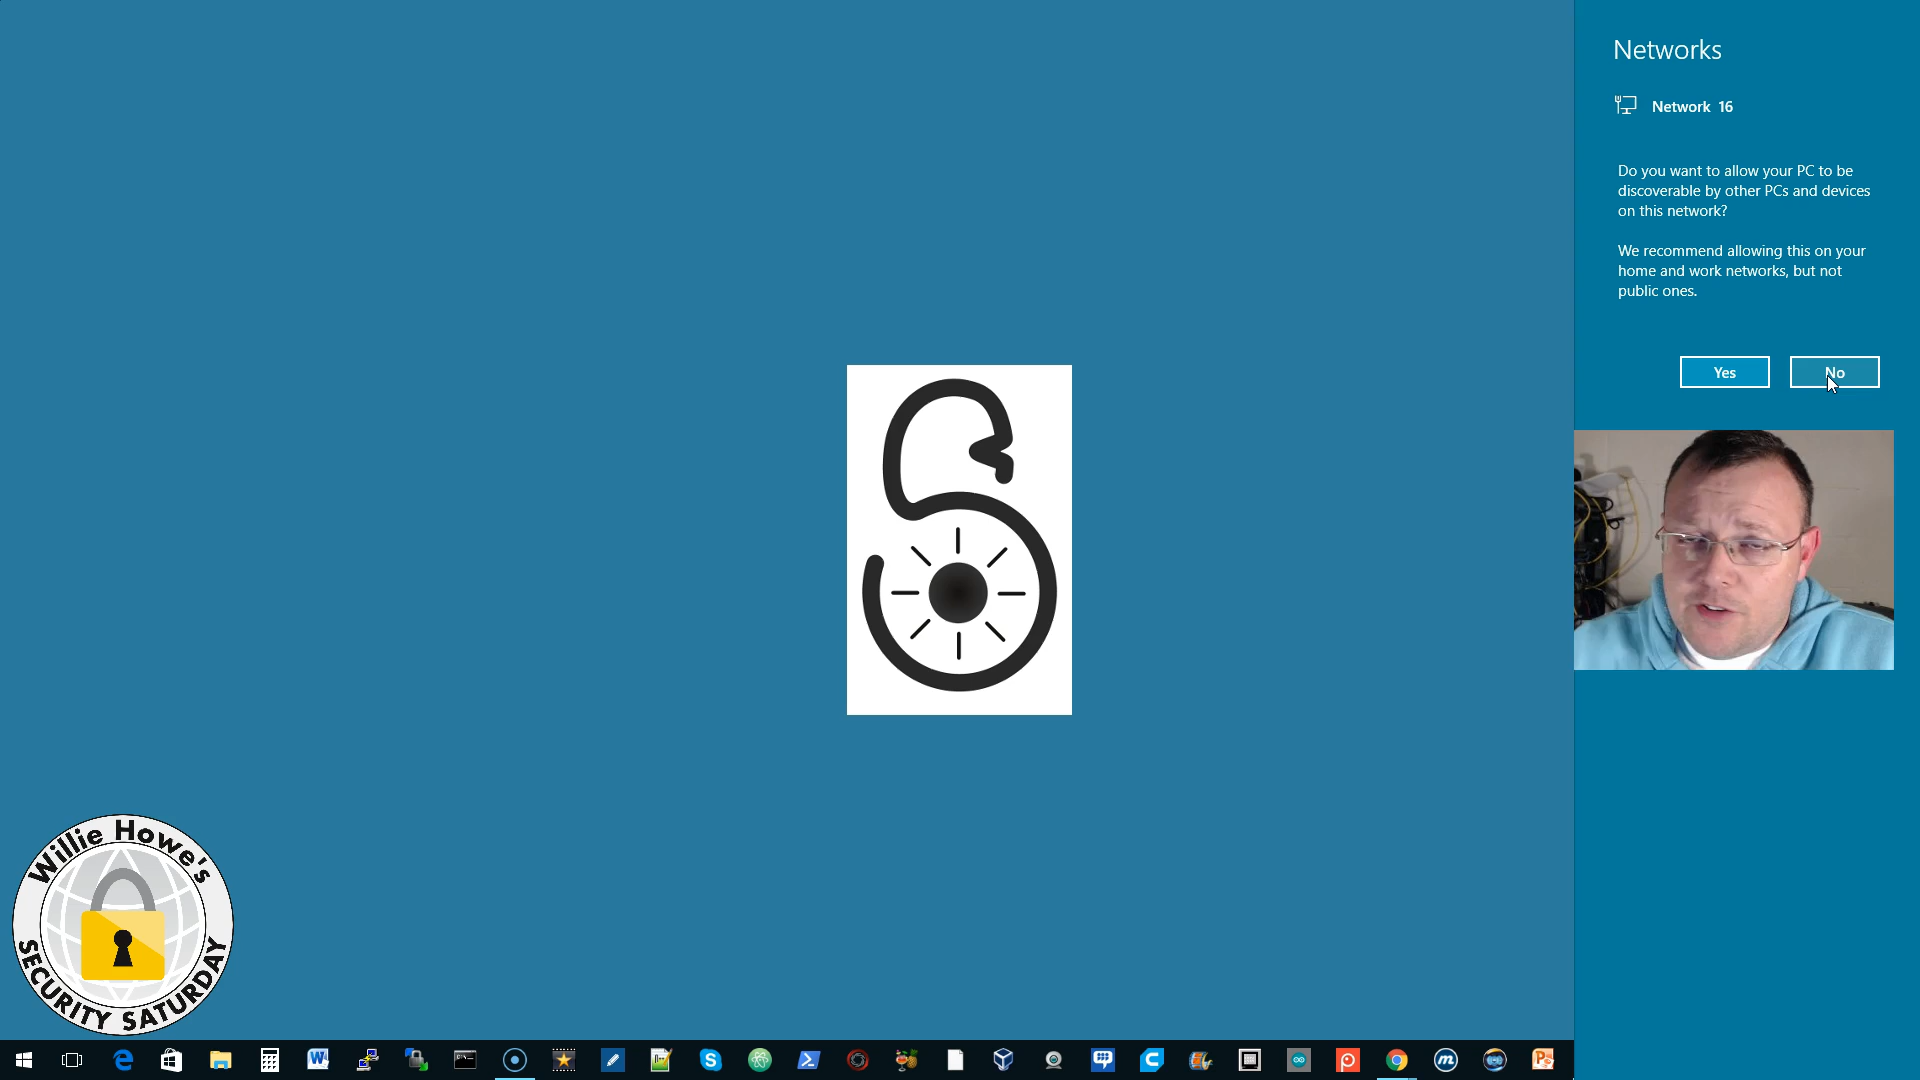 Networks
Network 16
Do you want to allow your PC to be
discoverable by other PCs and devices
on this network?
We recommend allowing this on your
home and work networks, but not
public ones.
Yes
No
Willie Howe's
SECURITY SATURDAY